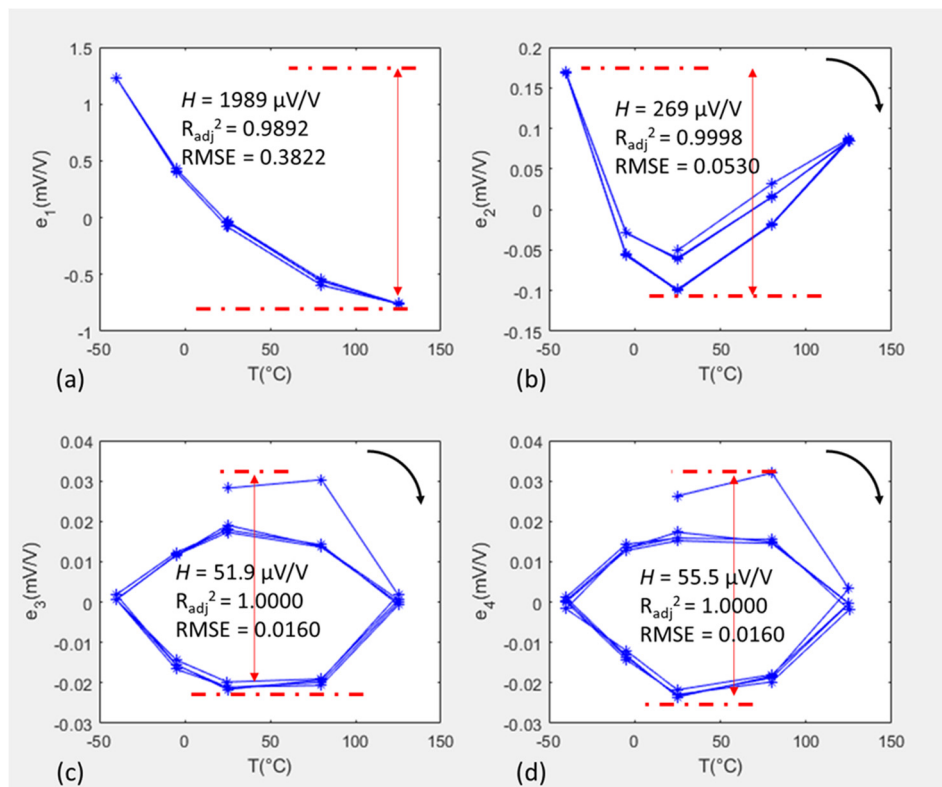 1.5
1
0.5
0
-0.5
-1
e1(mV/V)
H = 1989 µV/V
Radj2 = 0.9892
RMSE = 0.3822
-50 0 50 100 150
T(°C)
(a)
0.2
0.15
0.1
0.05
0
-0.05
-0.1
-0.15
e2(mV/V)
H = 269 µV/V
Radj2 = 0.9998
RMSE = 0.0530
-50 0 50 100 150
T(°C)
(b)
0.04
0.03
0.02
0.01
0
-0.01
-0.02
-0.03
e3(mV/V)
H = 51.9 µV/V
Radj2 = 1.0000
RMSE = 0.0160
-50 0 50 100 150
T(°C)
(c)
0.04
0.03
0.02
0.01
0
-0.01
-0.02
-0.03
e4(mV/V)
H = 55.5 µV/V
Radj2 = 1.0000
RMSE = 0.0160
-50 0 50 100 150
T(°C)
(d)